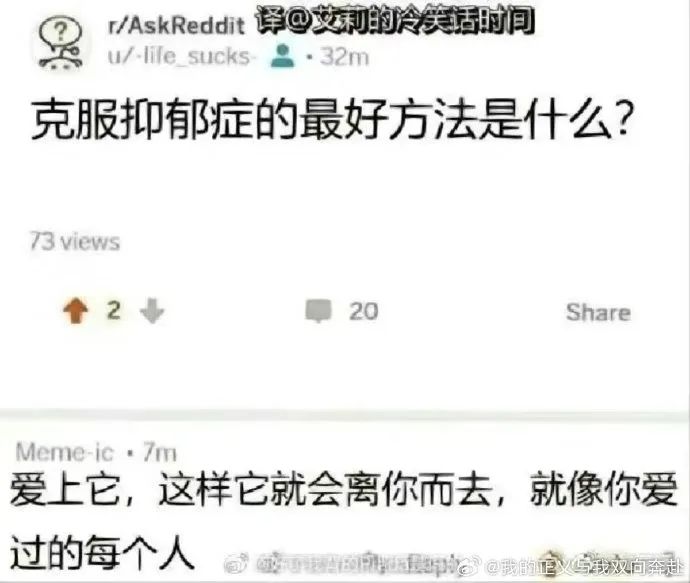 r/AskReddit 译@艾莉的冷笑话时间
u/-life_sucks- • 32m
克服抑郁症的最好方法是什么?
73 views
2 20 Share
Meme-ic • 7m
爱上它，这样它就会离你而去，就像你爱
过的每个人
@我的正义与我双向奔赴